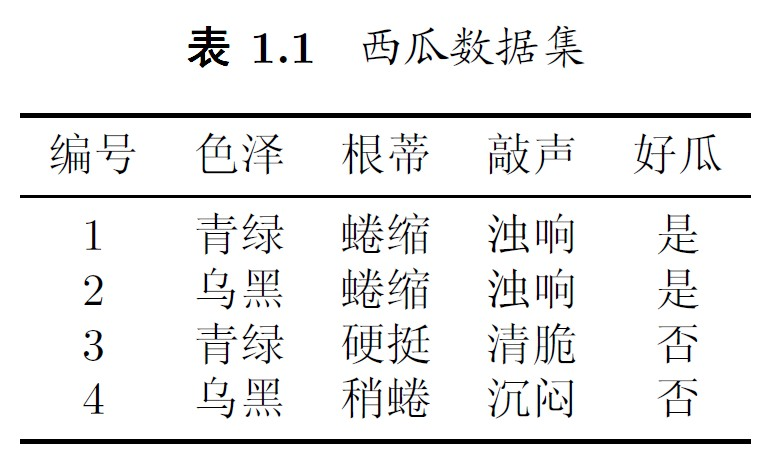 表 1.1 西瓜数据集
编号 色泽 根蒂 敲声 好瓜
1 青绿 蜷缩 浊响 是
2 乌黑 蜷缩 浊响 是
3 青绿 硬挺 清脆 否
4 乌黑 稍蜷 沉闷 否